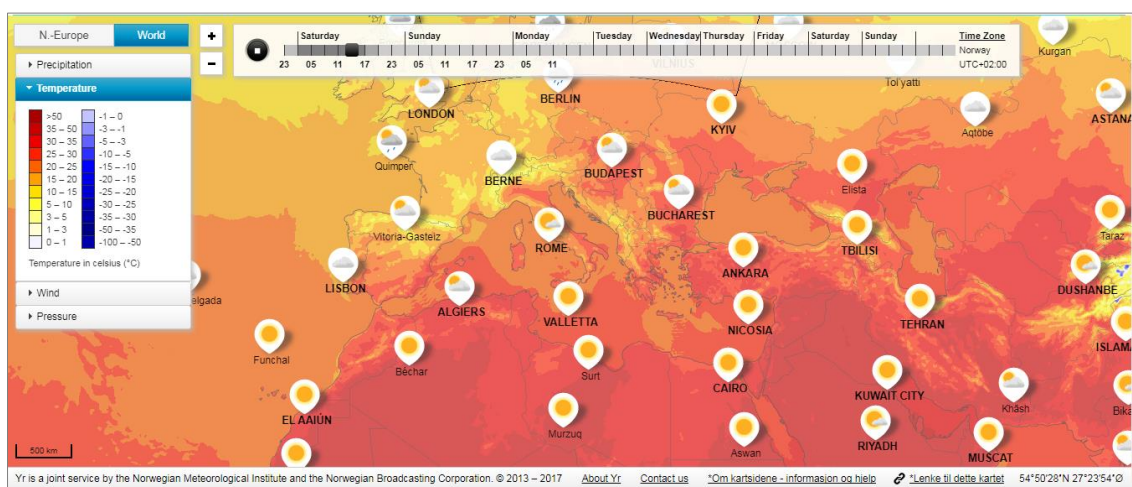 N.-Europe World
Precipitation
Temperature
>50 -1 – 0
35 – 50 -3 – -1
30 – 35 -5 – -3
25 – 30 -10 – -5
20 – 25 -15 – -10
15 – 20 -20 – -15
10 – 15 -25 – -20
5 – 10 -30 – -25
3 – 5 -35 – -30
1 – 3 -50 – -35
0 – 1 -100 – -50
Temperature in celsius (°C)
Wind
Pressure
+
–
Saturday Sunday Monday Tuesday Wednesday Thursday Friday Saturday Sunday
23 05 11 17 23 05 11 17 23 05 11
Time Zone
Norway
UTC+02:00
VILNIUS
Kurgan
Tol'yatti
BERLIN
LONDON
KYIV
Aqtöbe
ASTANA
Quimper
BERNE
BUDAPEST
Elista
BUCHAREST
Vitoria-Gasteiz
ROME
TBILISI
Taraz
ANKARA
LISBON
DUSHANBE
elgada
ALGIERS
VALLETTA
NICOSIA
TEHRAN
ISLAMA
Funchal
Béchar
Surt
CAIRO
KUWAIT CITY
Khāsh
Bika
EL AAIÚN
Murzuq
Aswan
RIYADH
MUSCAT
500 km
Yr is a joint service by the Norwegian Meteorological Institute and the Norwegian Broadcasting Corporation. © 2013 – 2017 About Yr Contact us *Om kartsidene - informasjon og hjelp *Lenke til dette kartet 54°50'28"N 27°23'54"Ø